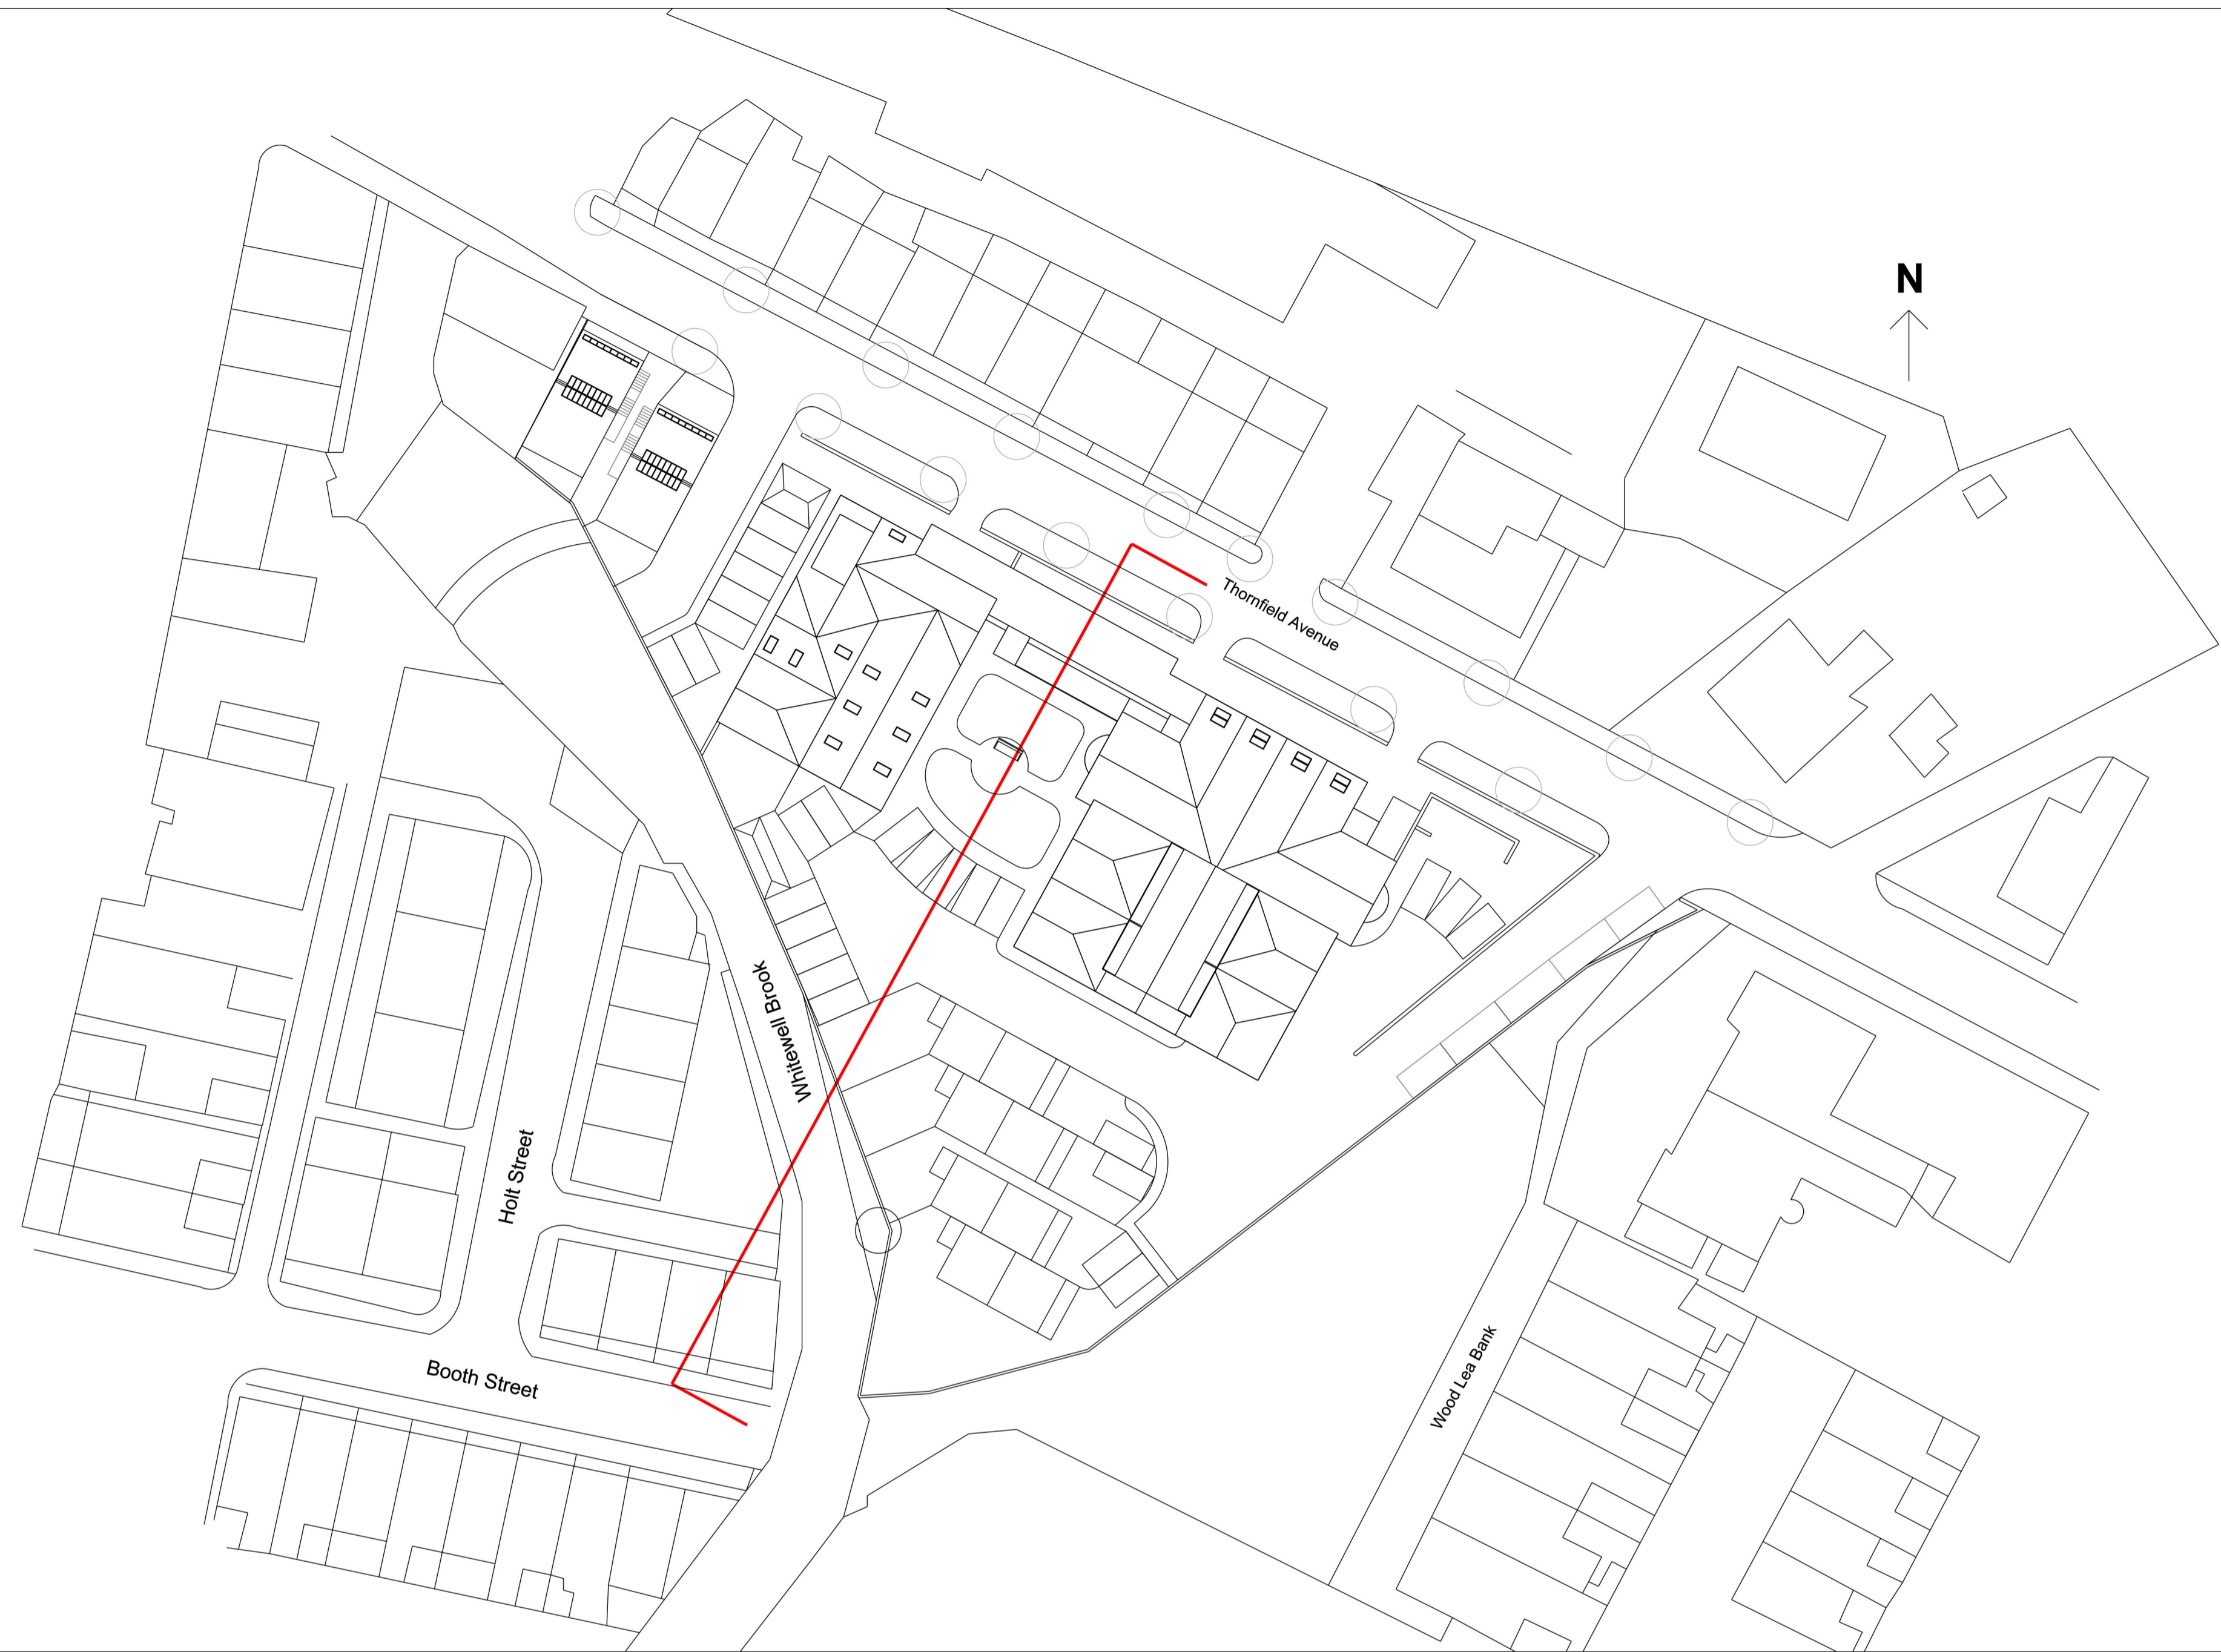 N
Thornfield Avenue
Whitewell Brook
Holt Street
Booth Street
Wood Lea Bank